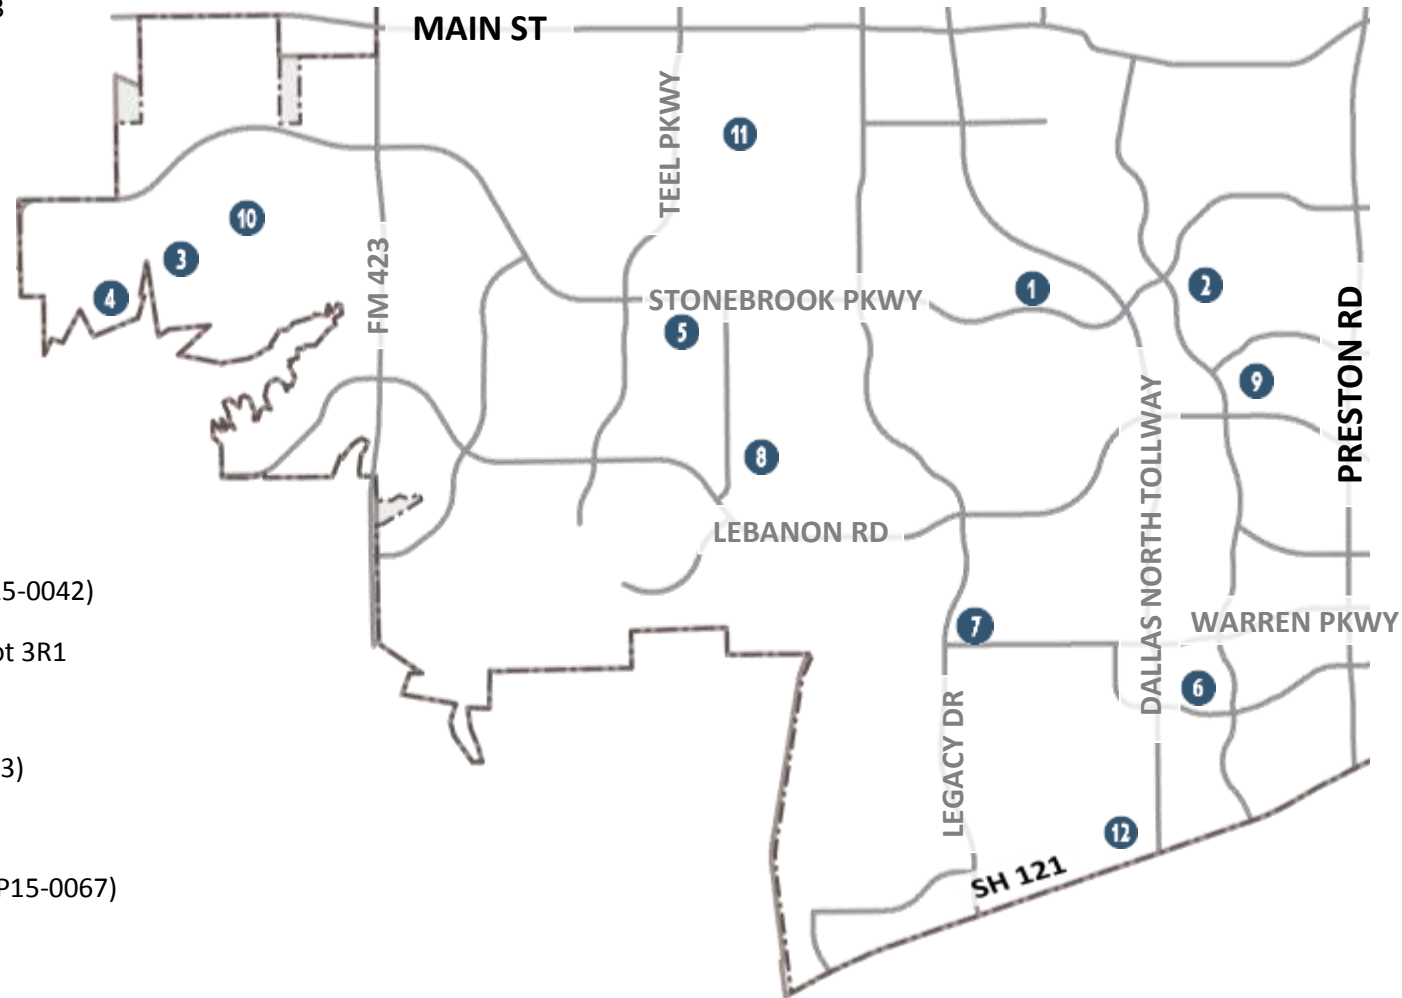 3
MAIN ST
TEEL PKWY
11
10
3
4
FM 423
STONEBROOK PKWY
1
2
5
PRESTON RD
9
8
LEBANON RD
DALLAS NORTH TOLLWAY
5-0042)
7
WARREN PKWY
ot 3R1
6
LEGACY DR
3)
12
SH 121
P15-0067)